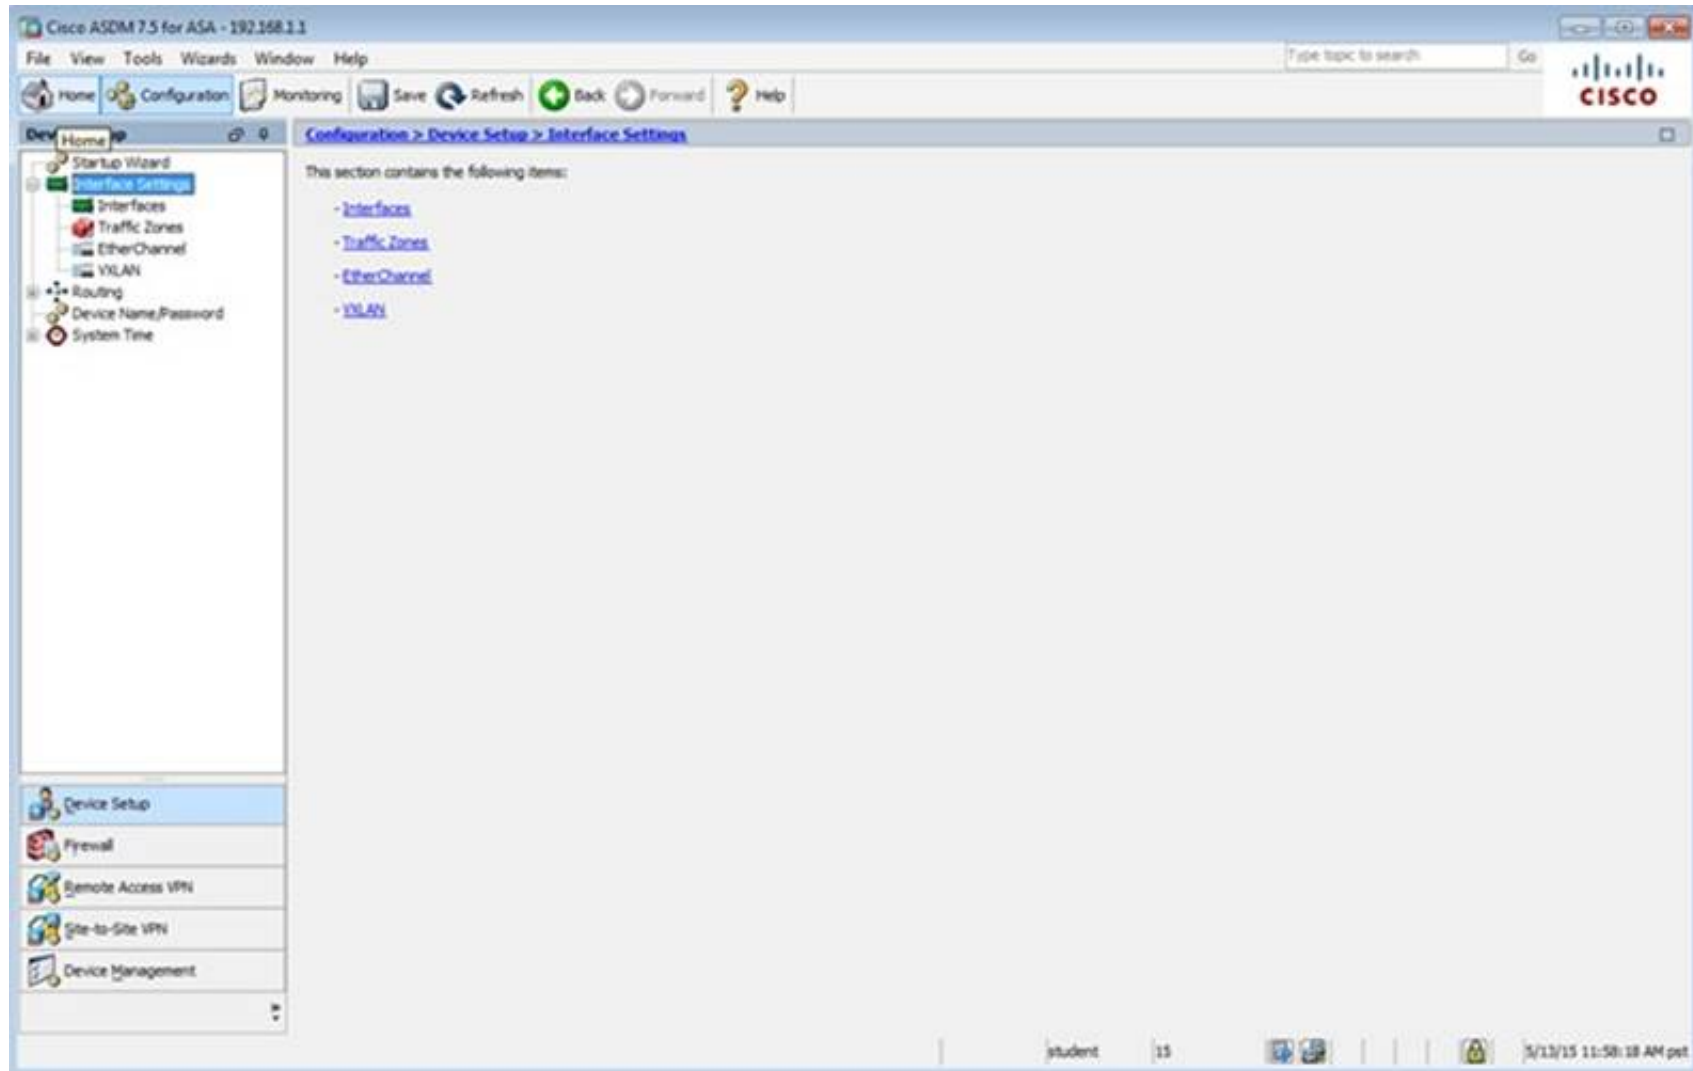 Cisco ASDM 7.5 for ASA - 192.168.1.1
File View Tools Wizards Window Help
Type topic to search Go
Home Configuration Monitoring Save Refresh Back Forward Help
CISCO
Home
Configuration > Device Setup > Interface Settings
Startup Wizard
Interface Settings
Interfaces
Traffic Zones
EtherChannel
VXLAN
Routing
Device Name/Password
System Time
This section contains the following items:
- Interfaces
- Traffic Zones
- EtherChannel
- VXLAN
Device Setup
Firewall
Remote Access VPN
Site-to-Site VPN
Device Management
student 15 5/13/15 11:58:18 AM pst